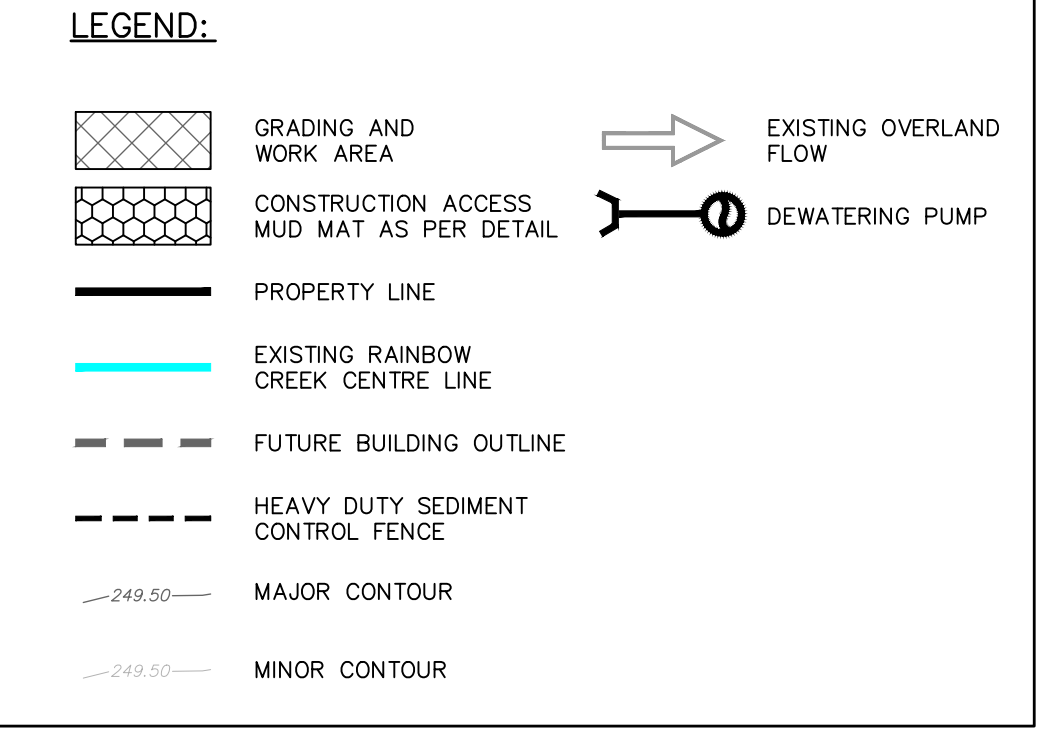 LEGEND:
GRADING AND
WORK AREA
CONSTRUCTION ACCESS
MUD MAT AS PER DETAIL
PROPERTY LINE
EXISTING RAINBOW
CREEK CENTRE LINE
FUTURE BUILDING OUTLINE
HEAVY DUTY SEDIMENT
CONTROL FENCE
249.50
MAJOR CONTOUR
249.50
MINOR CONTOUR
EXISTING OVERLAND
FLOW
DEWATERING PUMP